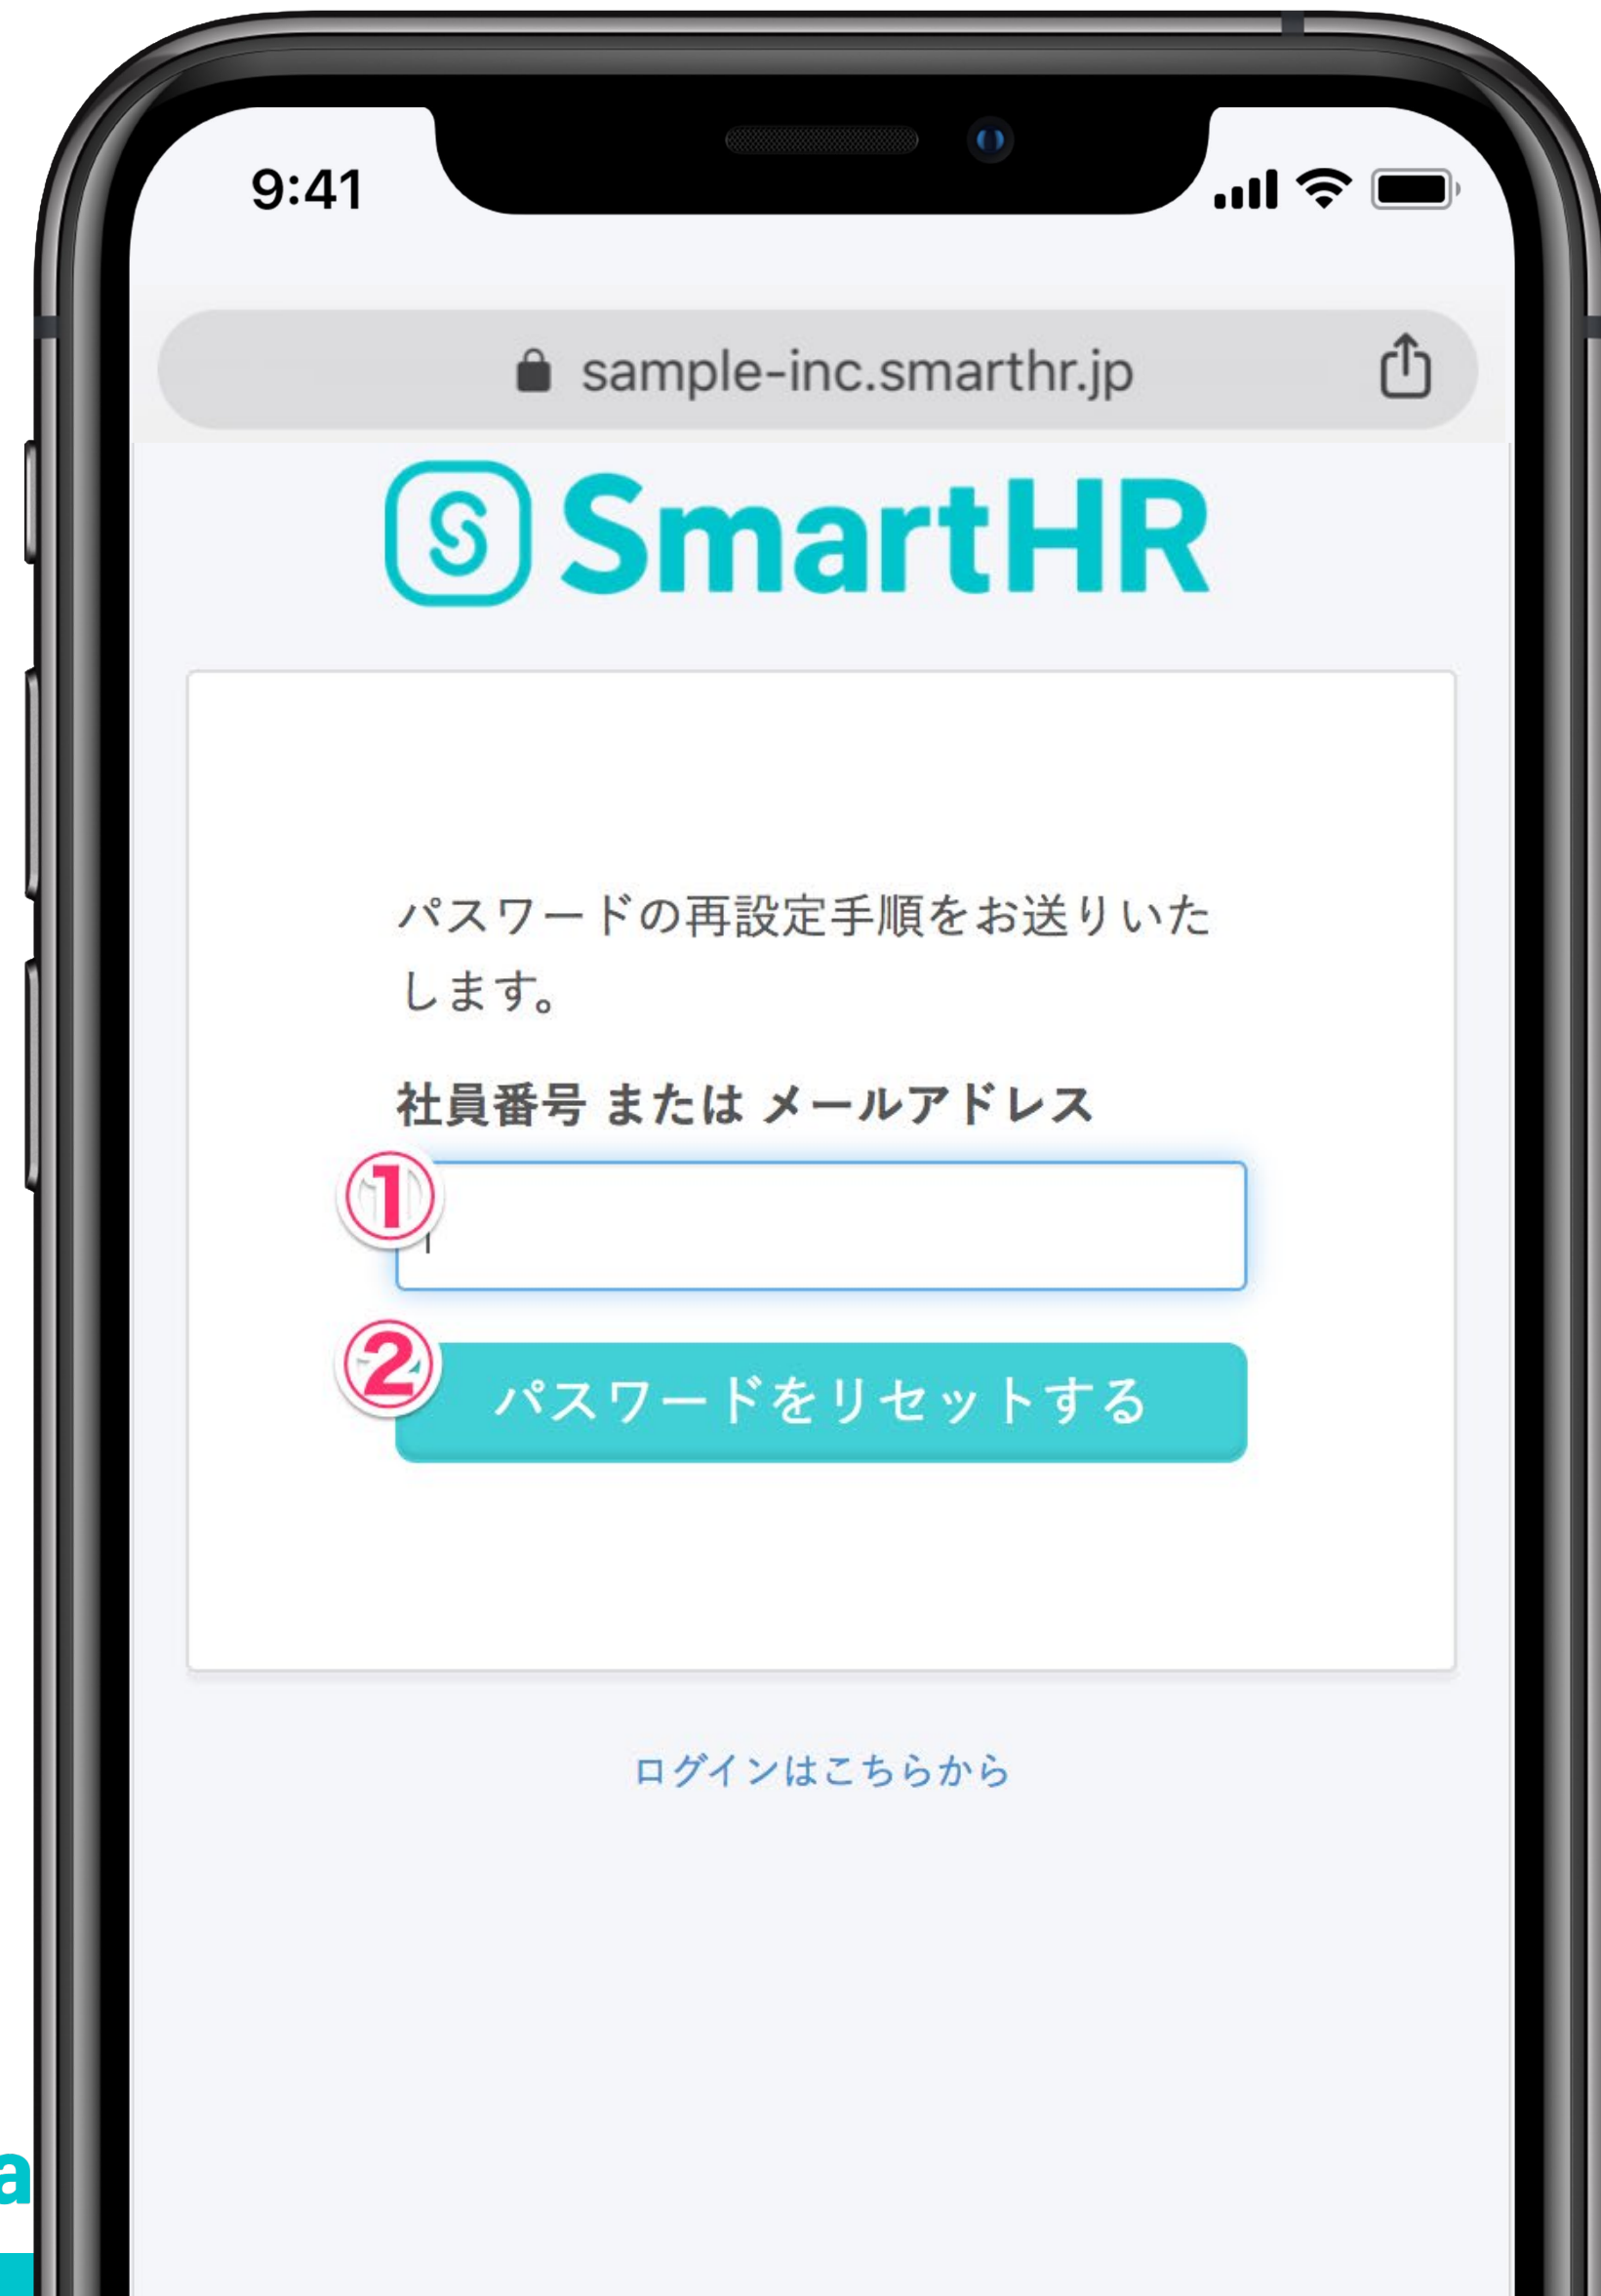 9:41
sample-inc.smarthr.jp
SmartHR
パスワードの再設定手順をお送りいた
します。
社員番号 または メールアドレス
①
②
パスワードをリセットする
ログインはこちらから
a